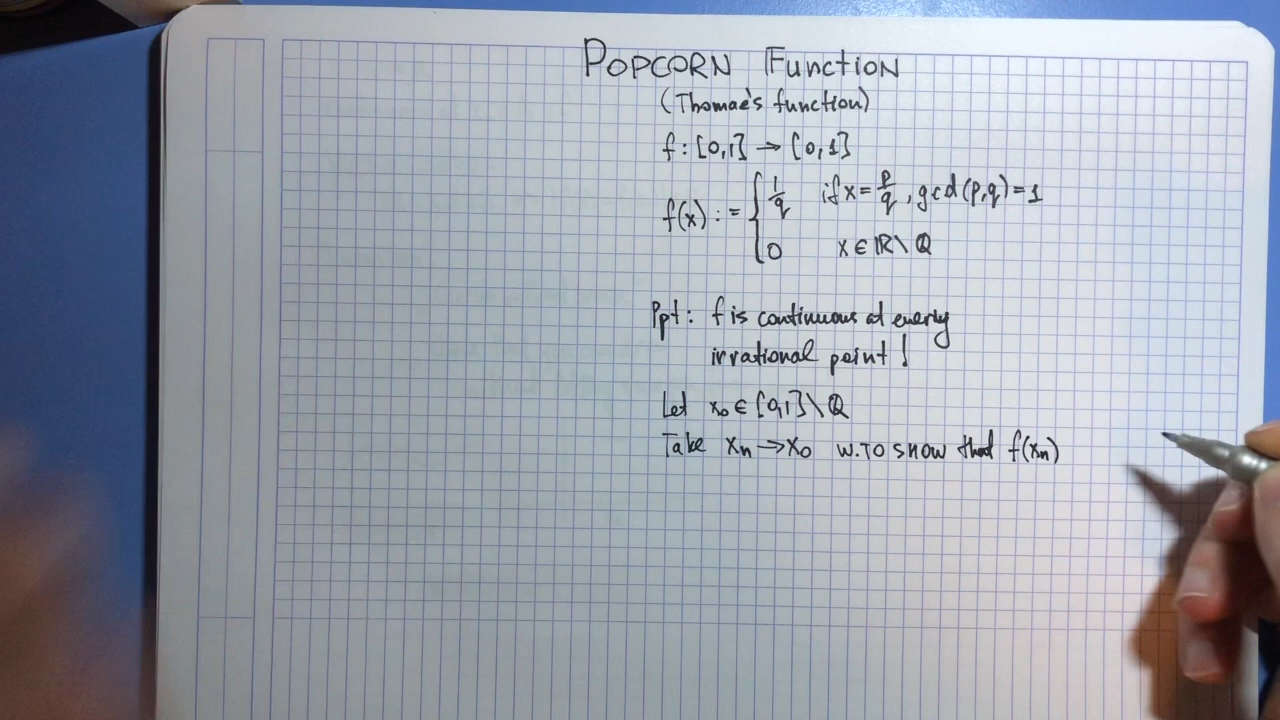 POPCORN Function
(Thomae's function)
f : [0,1] → [0,1]
f(x) := { 1/q if x = p/q , gcd(p,q) = 1
0 x ∈ ℝ \ ℚ
Ppt : f is continuous at every
irrational point !
Let x₀ ∈ [0,1] \ ℚ
Take xₙ → x₀ W.TO SHOW that f(xₙ)